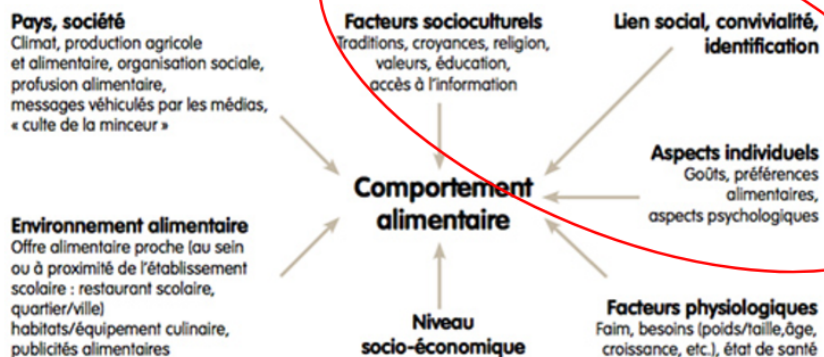 Pays, société
Climat, production agricole
et alimentaire, organisation sociale,
profusion alimentaire,
messages véhiculés par les médias,
« culte de la minceur »
Facteurs socioculturels
Traditions, croyances, religion,
valeurs, éducation,
accès à l'information
Lien social, convivialité,
identification
Comportement
alimentaire
Aspects individuels
Goûts, préférences
alimentaires,
aspects psychologiques
Environnement alimentaire
Offre alimentaire proche (au sein
ou à proximité de l'établissement
scolaire : restaurant scolaire,
quartier/ville)
habitats/équipement culinaire,
publicités alimentaires
Niveau
socio-économique
Facteurs physiologiques
Faim, besoins (poids/taille,âge,
croissance, etc.), état de santé